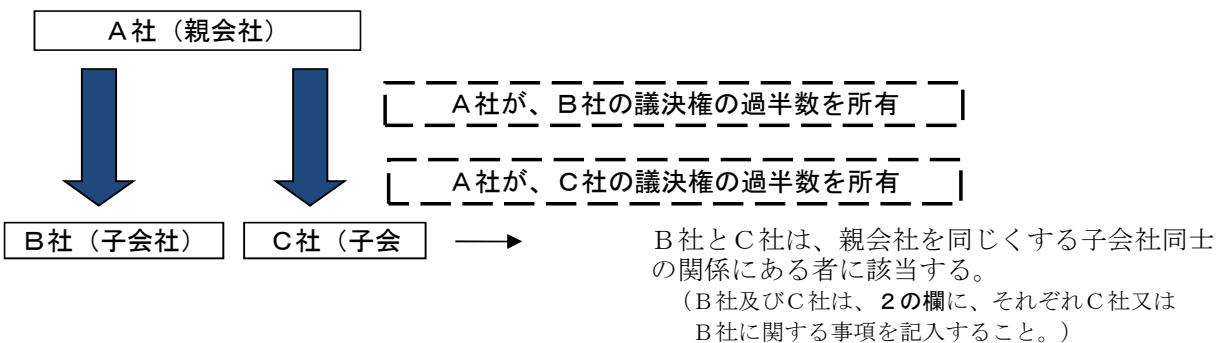 A社（親会社）
A社が、B社の議決権の過半数を所有
A社が、C社の議決権の過半数を所有
B社（子会社）
C社（子会
B社とC社は、親会社を同じくする子会社同士
の関係にある者に該当する。
（B社及びC社は、２の欄に、それぞれC社又は
B社に関する事項を記入すること。）